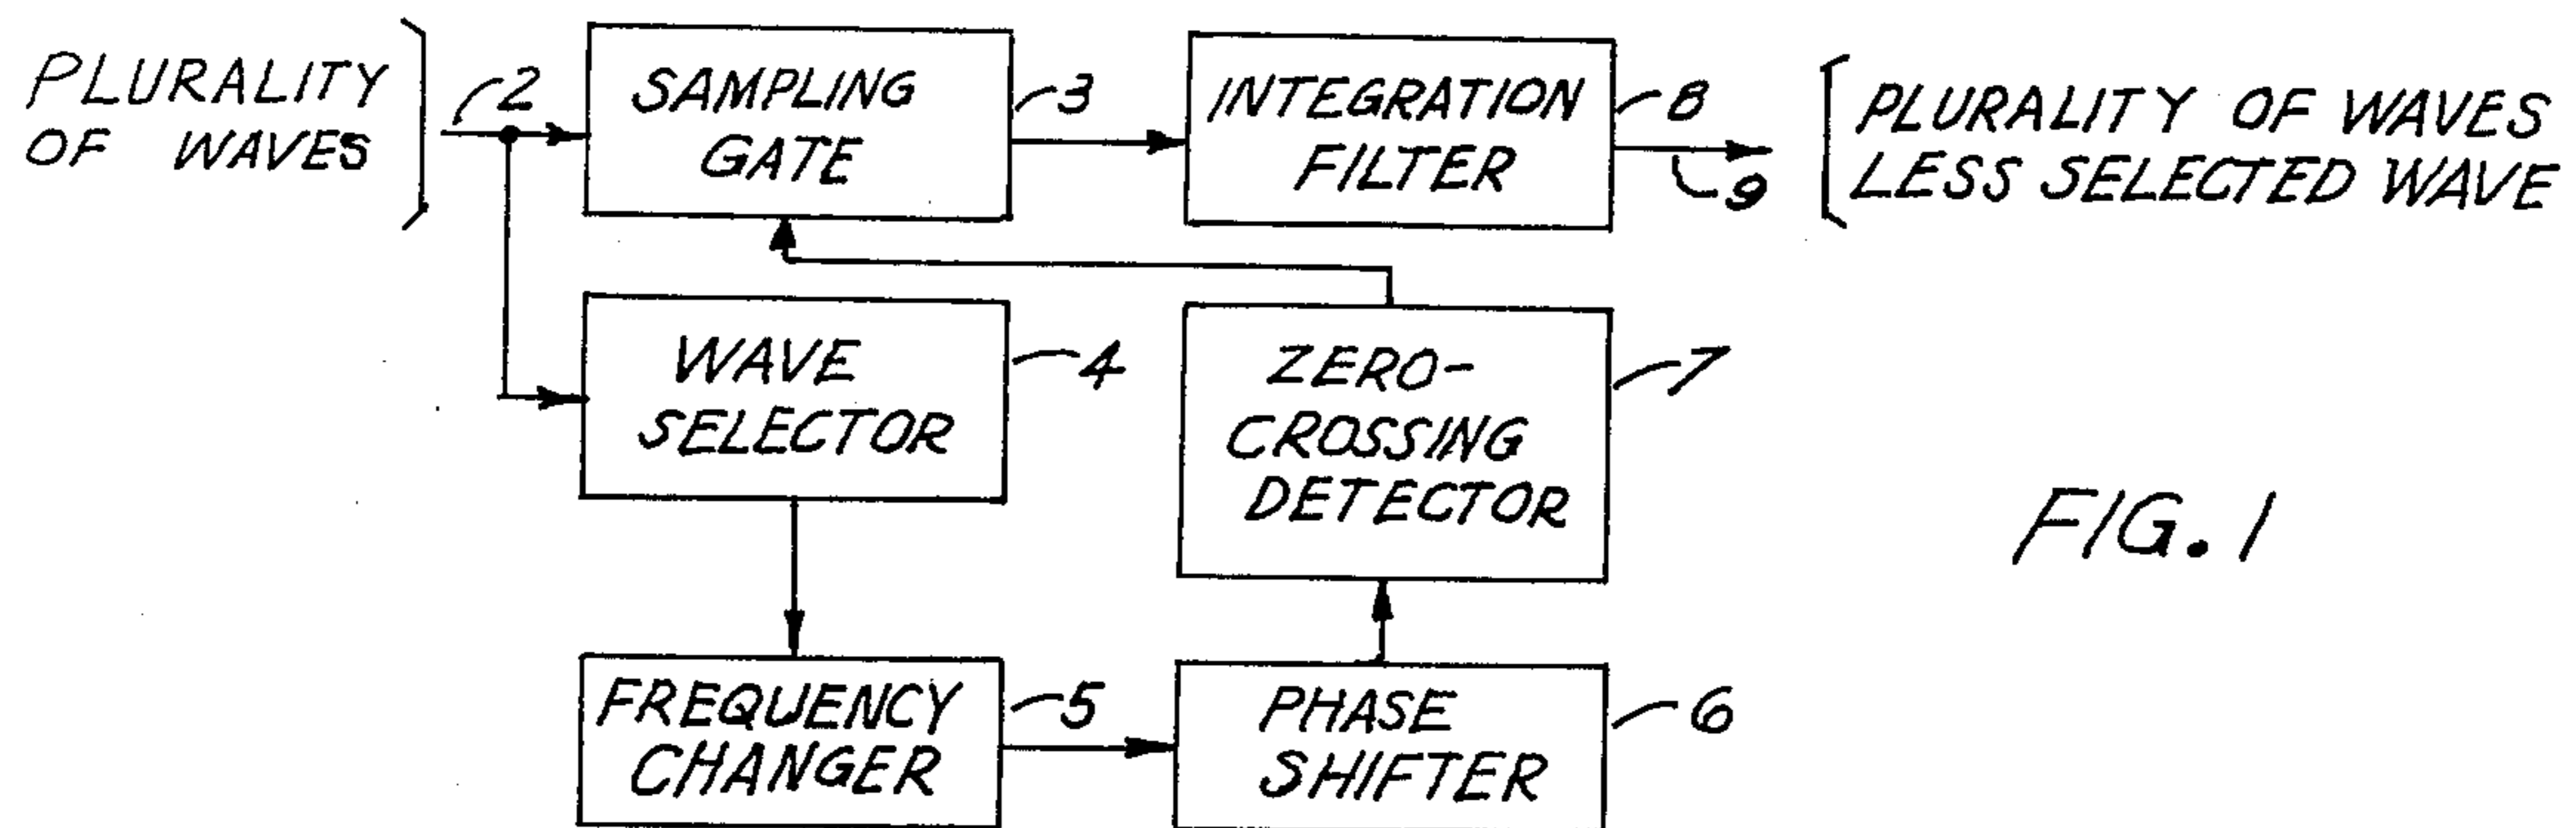 PLURALITY
OF WAVES
2
SAMPLING
GATE
3
INTEGRATION
FILTER
8
9
PLURALITY OF WAVES
LESS SELECTED WAVE
WAVE
SELECTOR
4
ZERO-
CROSSING
DETECTOR
7
FIG. 1
FREQUENCY
CHANGER
5
PHASE
SHIFTER
6